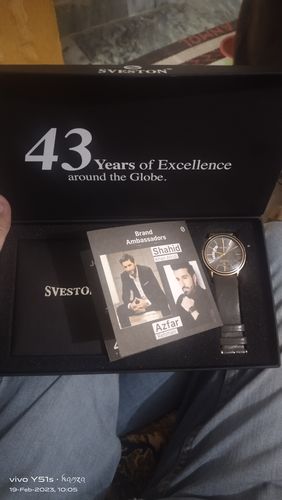 SVESTON
43 Years of Excellence
around the Globe.
Brand
Ambassadors
Shahid
SVESTON
Azfar
vivo Y51s · ɦαɱʑα
19-Feb-2023, 10:05